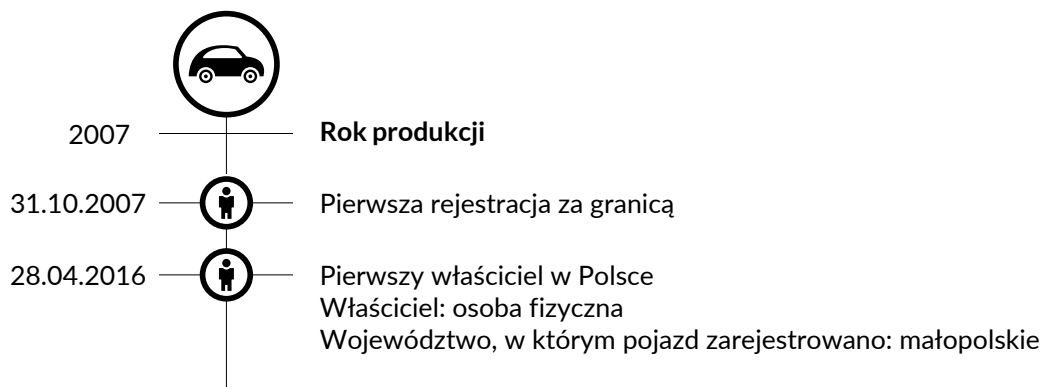 2007 Rok produkcji
31.10.2007 Pierwsza rejestracja za granicą
28.04.2016 Pierwszy właściciel w Polsce
Właściciel: osoba fizyczna
Województwo, w którym pojazd zarejestrowano: małopolskie